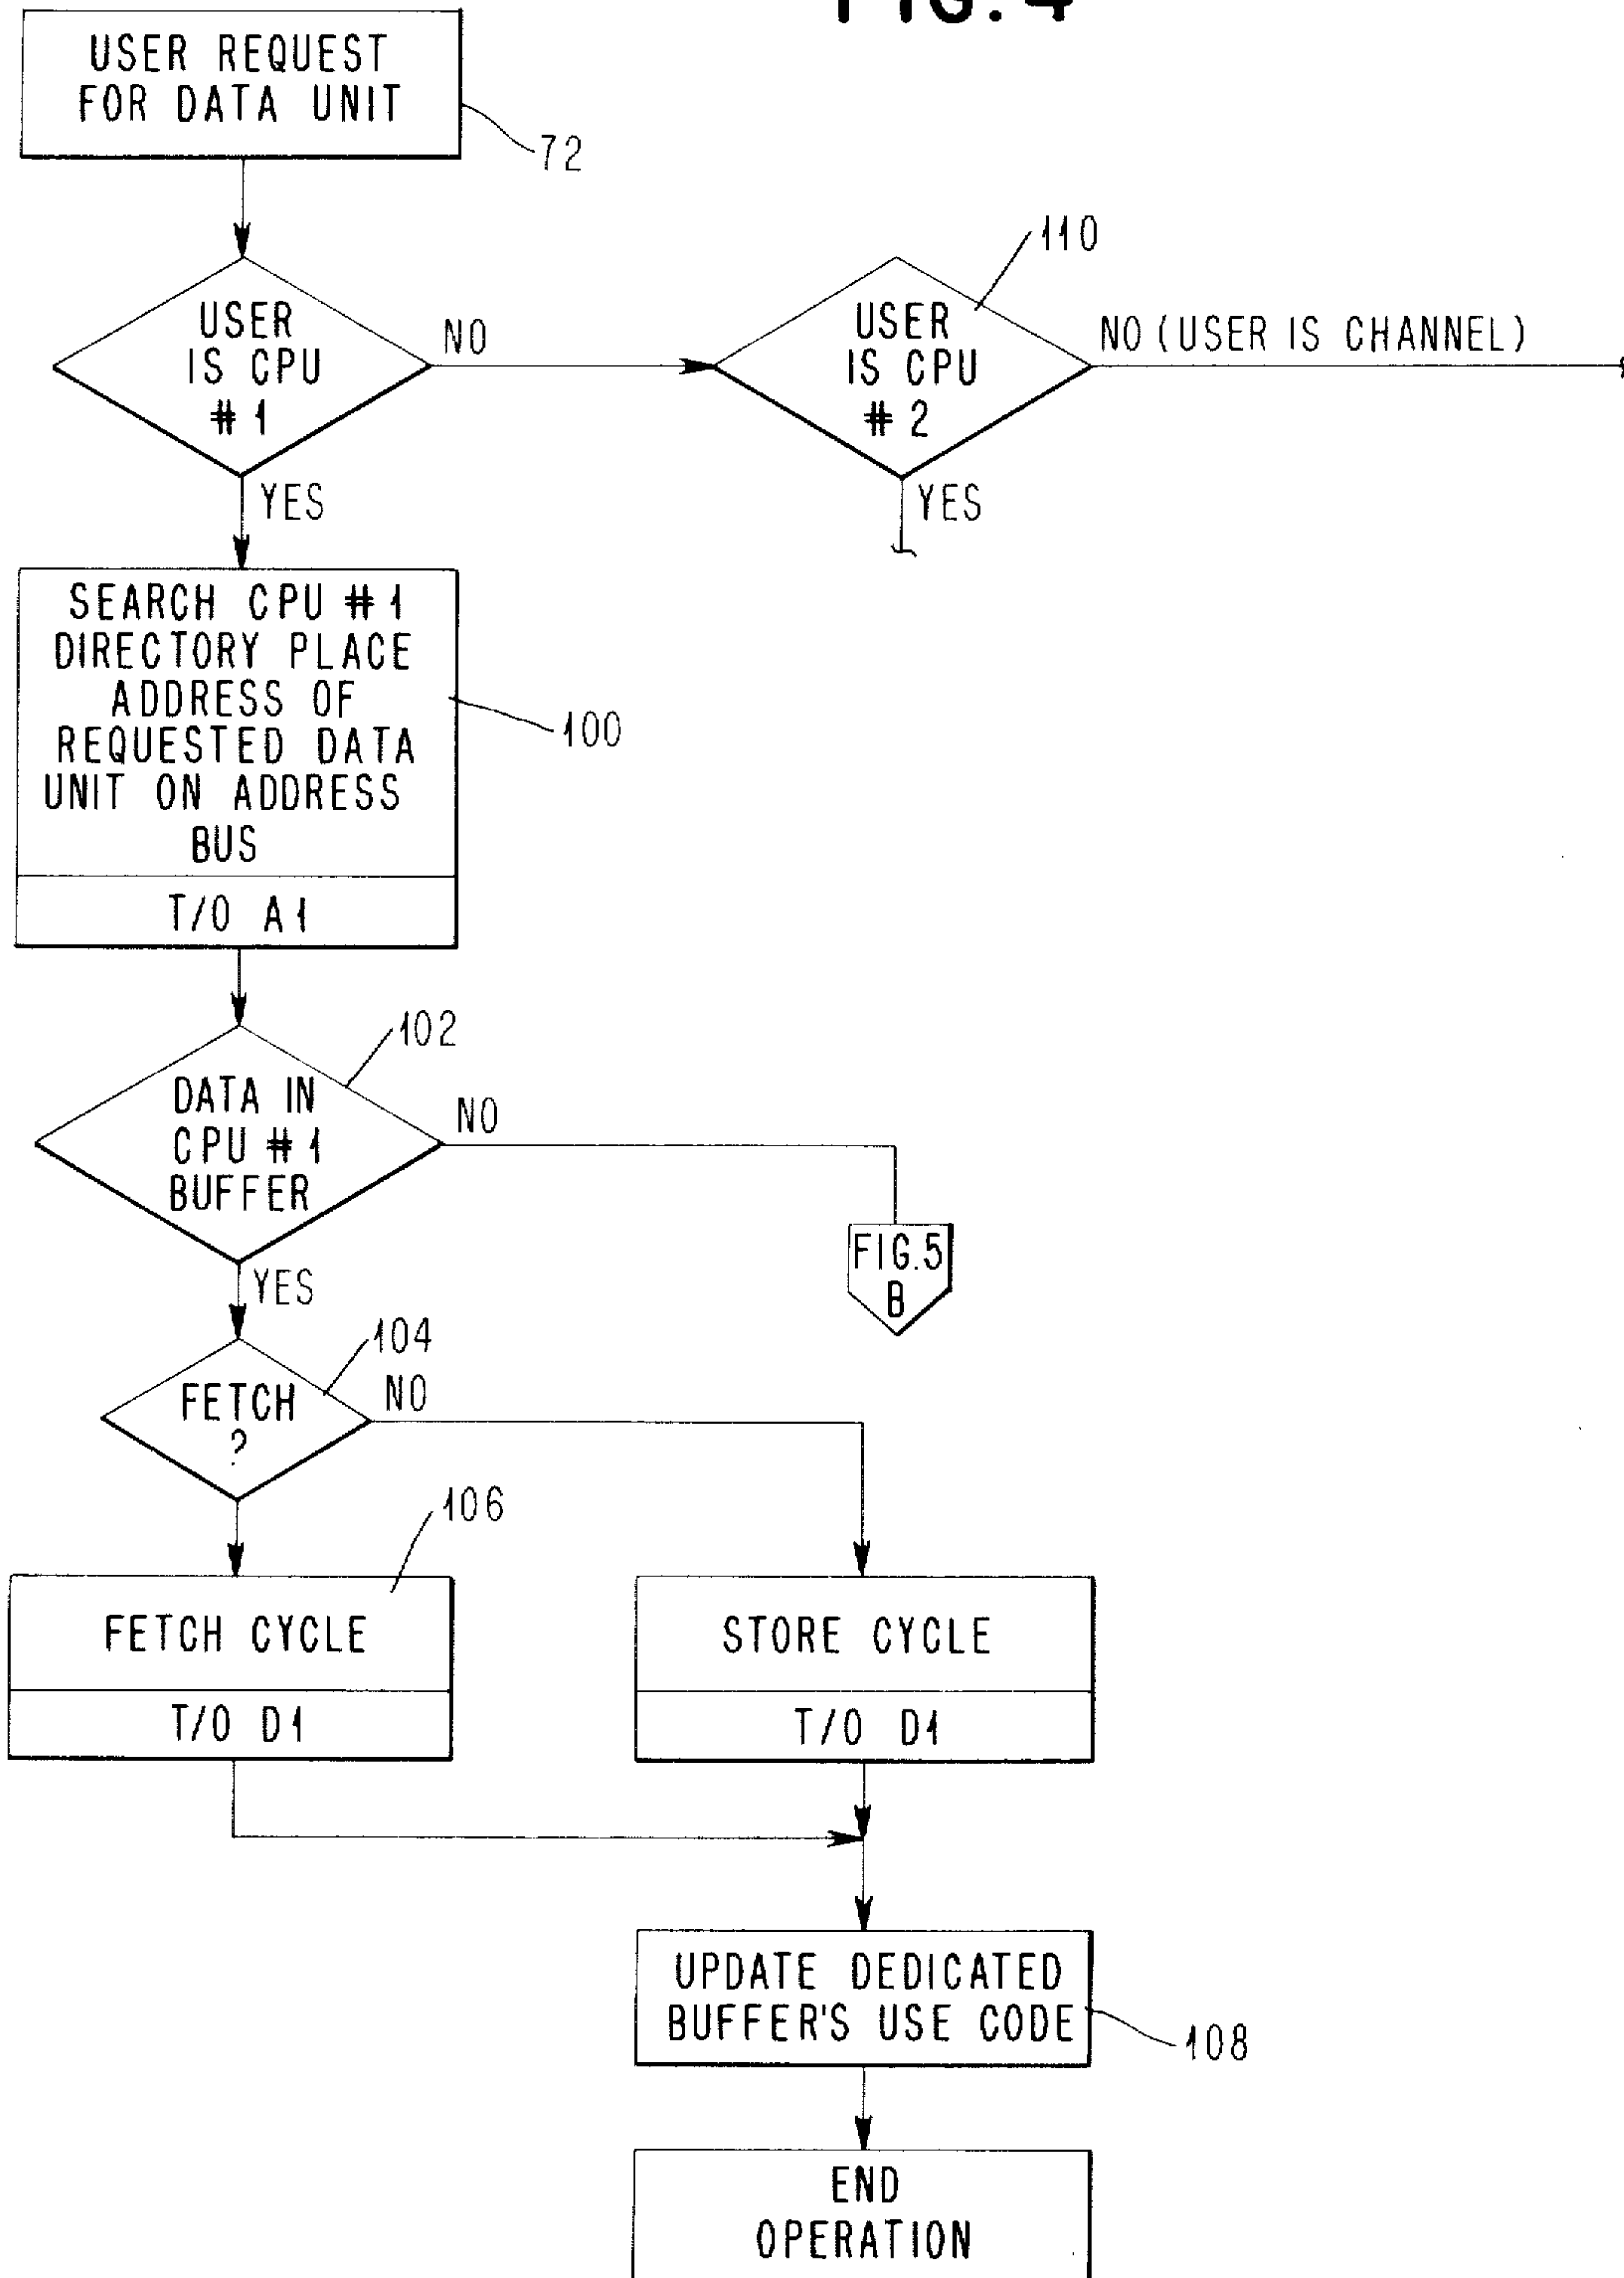 FIG. 4
USER REQUEST
FOR DATA UNIT
72
USER
IS CPU
# 1
NO
YES
110
USER
IS CPU
# 2
NO (USER IS CHANNEL)
YES
SEARCH CPU # 1
DIRECTORY PLACE
ADDRESS OF
REQUESTED DATA
UNIT ON ADDRESS
BUS
T/O A1
100
102
DATA IN
CPU # 1
BUFFER
NO
YES
FIG.5
B
104
FETCH
?
NO
106
FETCH CYCLE
T/O D1
STORE CYCLE
T/O D1
UPDATE DEDICATED
BUFFER'S USE CODE
108
END
OPERATION